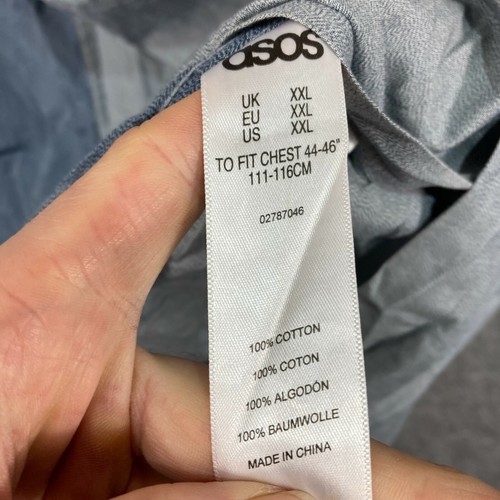 asos
UK XXL
EU XXL
US XXL
TO FIT CHEST 44-46"
111-116CM
02787046
100% COTTON
100% COTON
100% ALGODÓN
100% BAUMWOLLE
MADE IN CHINA